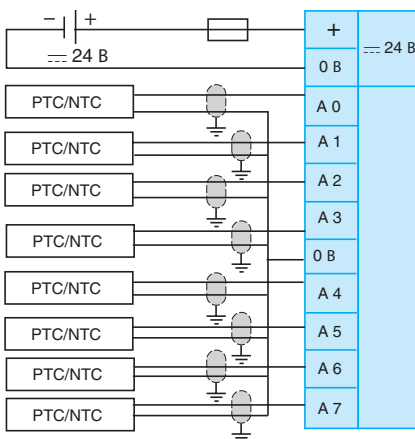 − +
24 В
+
24 В
0 В
PTC/NTC
A 0
PTC/NTC
A 1
PTC/NTC
A 2
A 3
PTC/NTC
0 В
PTC/NTC
A 4
PTC/NTC
A 5
PTC/NTC
A 6
PTC/NTC
A 7